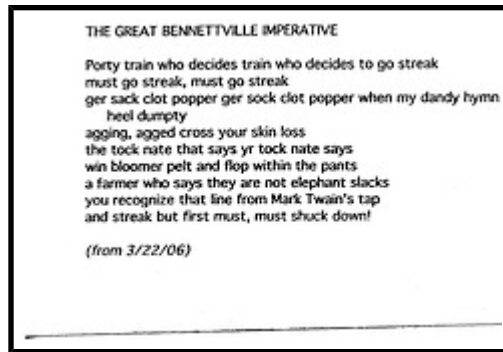 THE GREAT BENNETTVILLE IMPERATIVE
Porty train who decides train who decides to go streak
must go streak, must go streak
ger sack clot popper ger sock clot popper when my dandy hymn
heel dumpty
agging, agged cross your skin loss
the tock nate that says yr tock nate says
win bloomer pelt and flop within the pants
a farmer who says they are not elephant slacks
you recognize that line from Mark Twain's tap
and streak but first must, must shuck down!
(from 3/22/06)